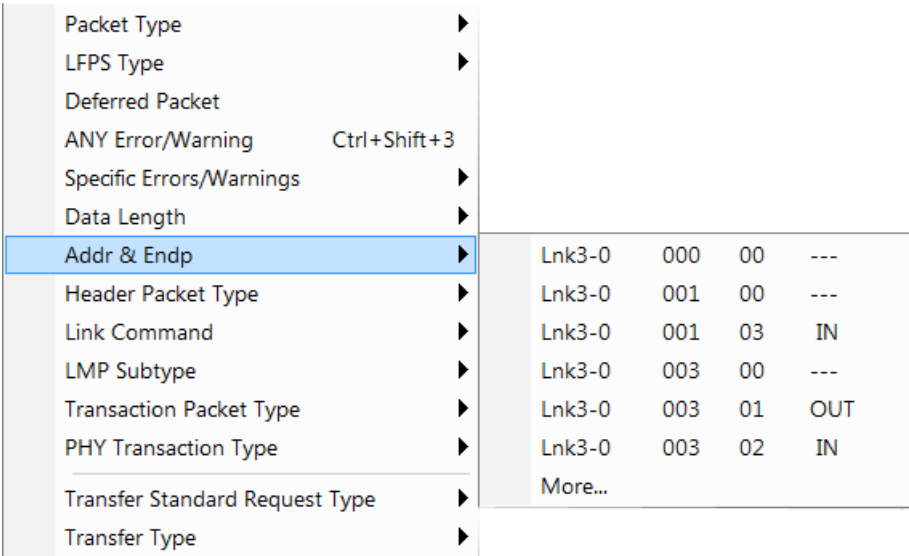 Packet Type
LFPS Type
Deferred Packet
ANY Error/Warning Ctrl+Shift+3
Specific Errors/Warnings
Data Length
Addr & Endp
Header Packet Type
Link Command
LMP Subtype
Transaction Packet Type
PHY Transaction Type
Transfer Standard Request Type
Transfer Type
Lnk3-0 000 00 ---
Lnk3-0 001 00 ---
Lnk3-0 001 03 IN
Lnk3-0 003 00 ---
Lnk3-0 003 01 OUT
Lnk3-0 003 02 IN
More...